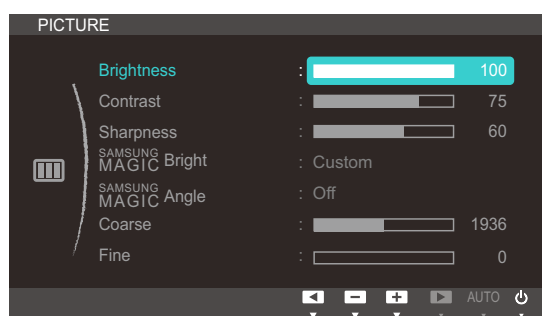 PICTURE
Brightness : 100
Contrast : 75
Sharpness : 60
SAMSUNG MAGIC Bright : Custom
SAMSUNG MAGIC Angle : Off
Coarse : 1936
Fine : 0
AUTO